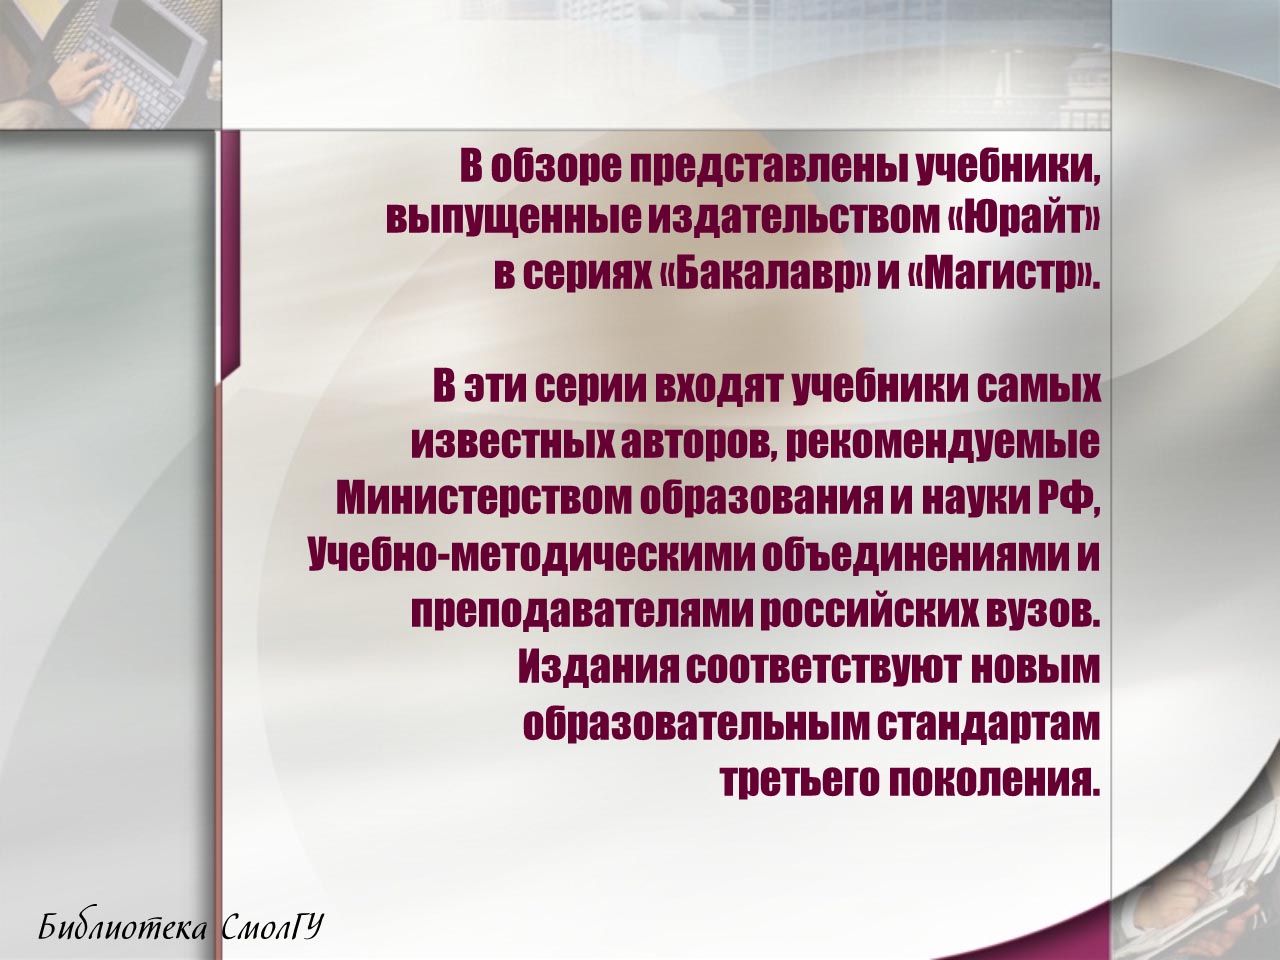 В обзоре представлены учебники,
выпущенные издательством «Юрайт»
в сериях «Бакалавр» и «Магистр».
В эти серии входят учебники самых
известных авторов, рекомендуемые
Министерством образования и науки РФ,
Учебно-методическими объединениями и
преподавателями российских вузов.
Издания соответствуют новым
образовательным стандартам
третьего поколения.
Библиотека СмолГУ